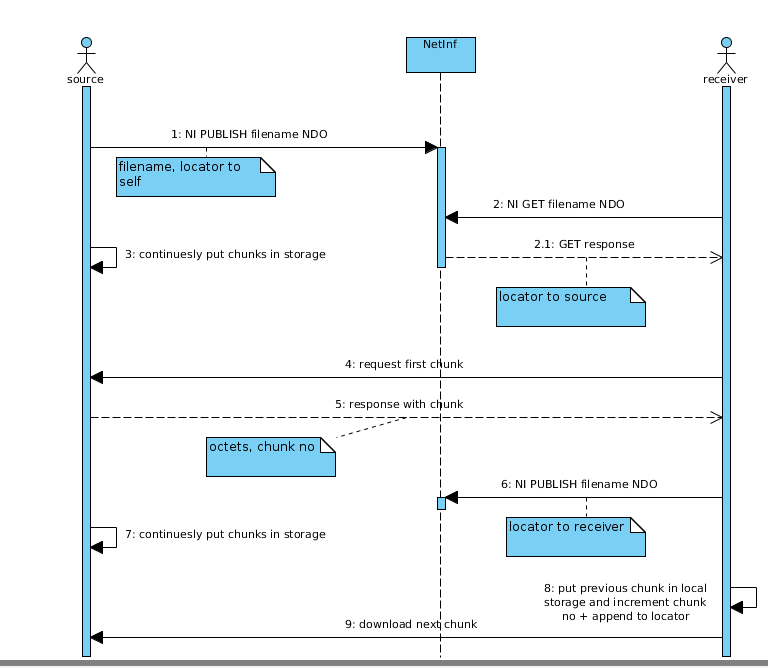 NetInf
source
receiver
1: NI PUBLISH filename NDO
filename, locator to
self
2: NI GET filename NDO
2.1: GET response
3: continuesly put chunks in storage
locator to source
4: request first chunk
5: response with chunk
octets, chunk no
6: NI PUBLISH filename NDO
locator to receiver
7: continuesly put chunks in storage
8: put previous chunk in local
storage and increment chunk
no + append to locator
9: download next chunk